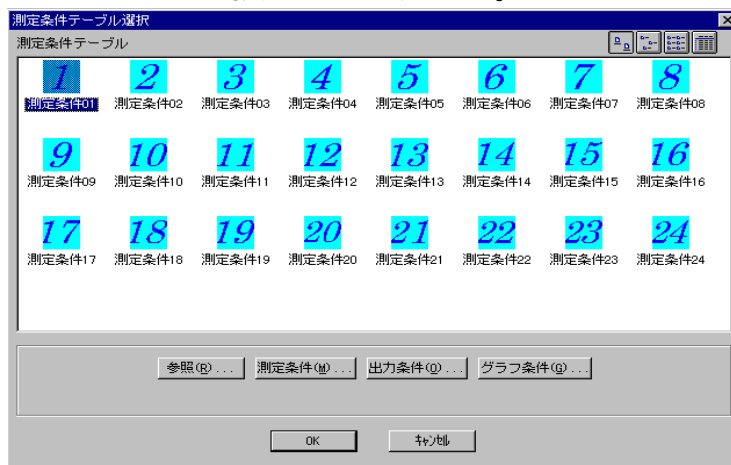 測定条件テーブル選択
測定条件テーブル
1 2 3 4 5 6 7 8
測定条件01 測定条件02 測定条件03 測定条件04 測定条件05 測定条件06 測定条件07 測定条件08
9 10 11 12 13 14 15 16
測定条件09 測定条件10 測定条件11 測定条件12 測定条件13 測定条件14 測定条件15 測定条件16
17 18 19 20 21 22 23 24
測定条件17 測定条件18 測定条件19 測定条件20 測定条件21 測定条件22 測定条件23 測定条件24
参照(R)... 測定条件(M)... 出力条件(O)... グラフ条件(G)...
OK ｷｬﾝｾﾙ